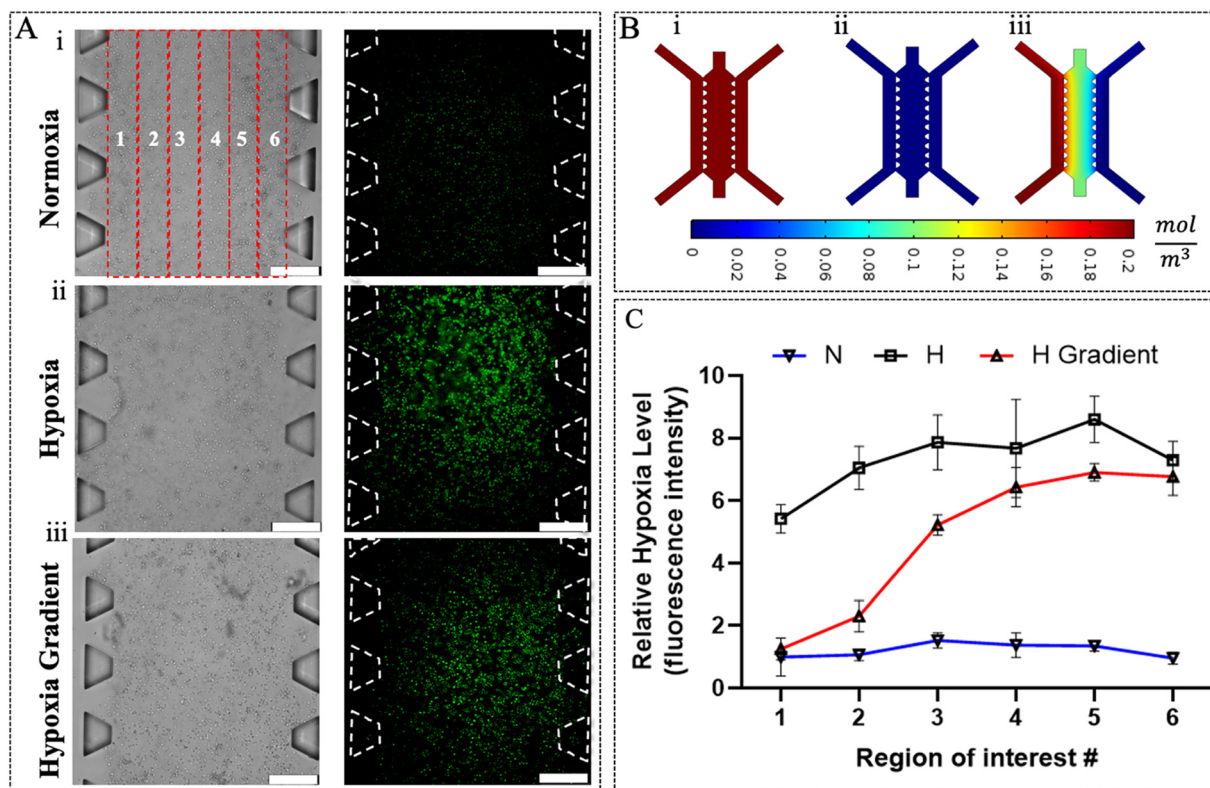 A
i
Normoxia
1 2 3 4 5 6
ii
Hypoxia
iii
Hypoxia Gradient
B
i ii iii
0 0.02 0.04 0.06 0.08 0.1 0.12 0.14 0.16 0.18 0.2
mol
m³
C
N H H Gradient
Relative Hypoxia Level
(fluorescence intensity)
10
8
6
4
2
0
1 2 3 4 5 6
Region of interest #